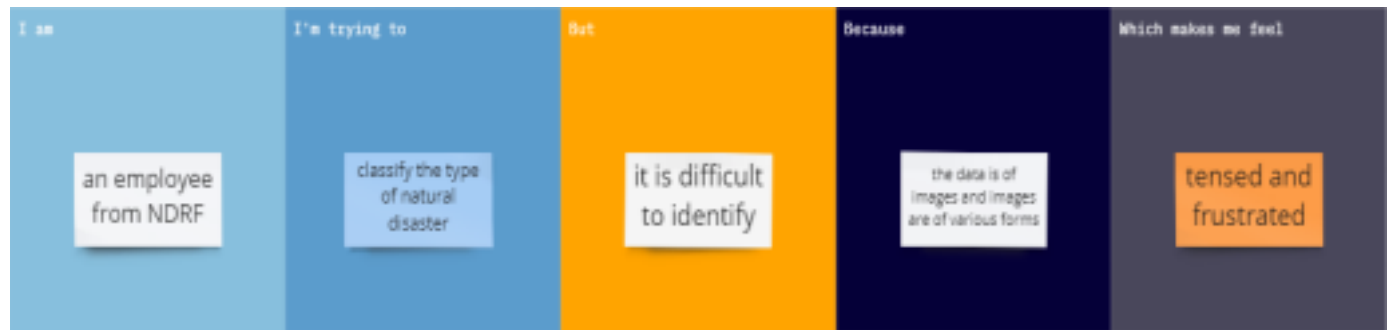 I am
an employee
from NDRF
I'm trying to
classify the type
of natural
disaster
But
it is difficult
to identify
Because
the data is of
images and images
are of various forms
Which makes me feel
tensed and
frustrated